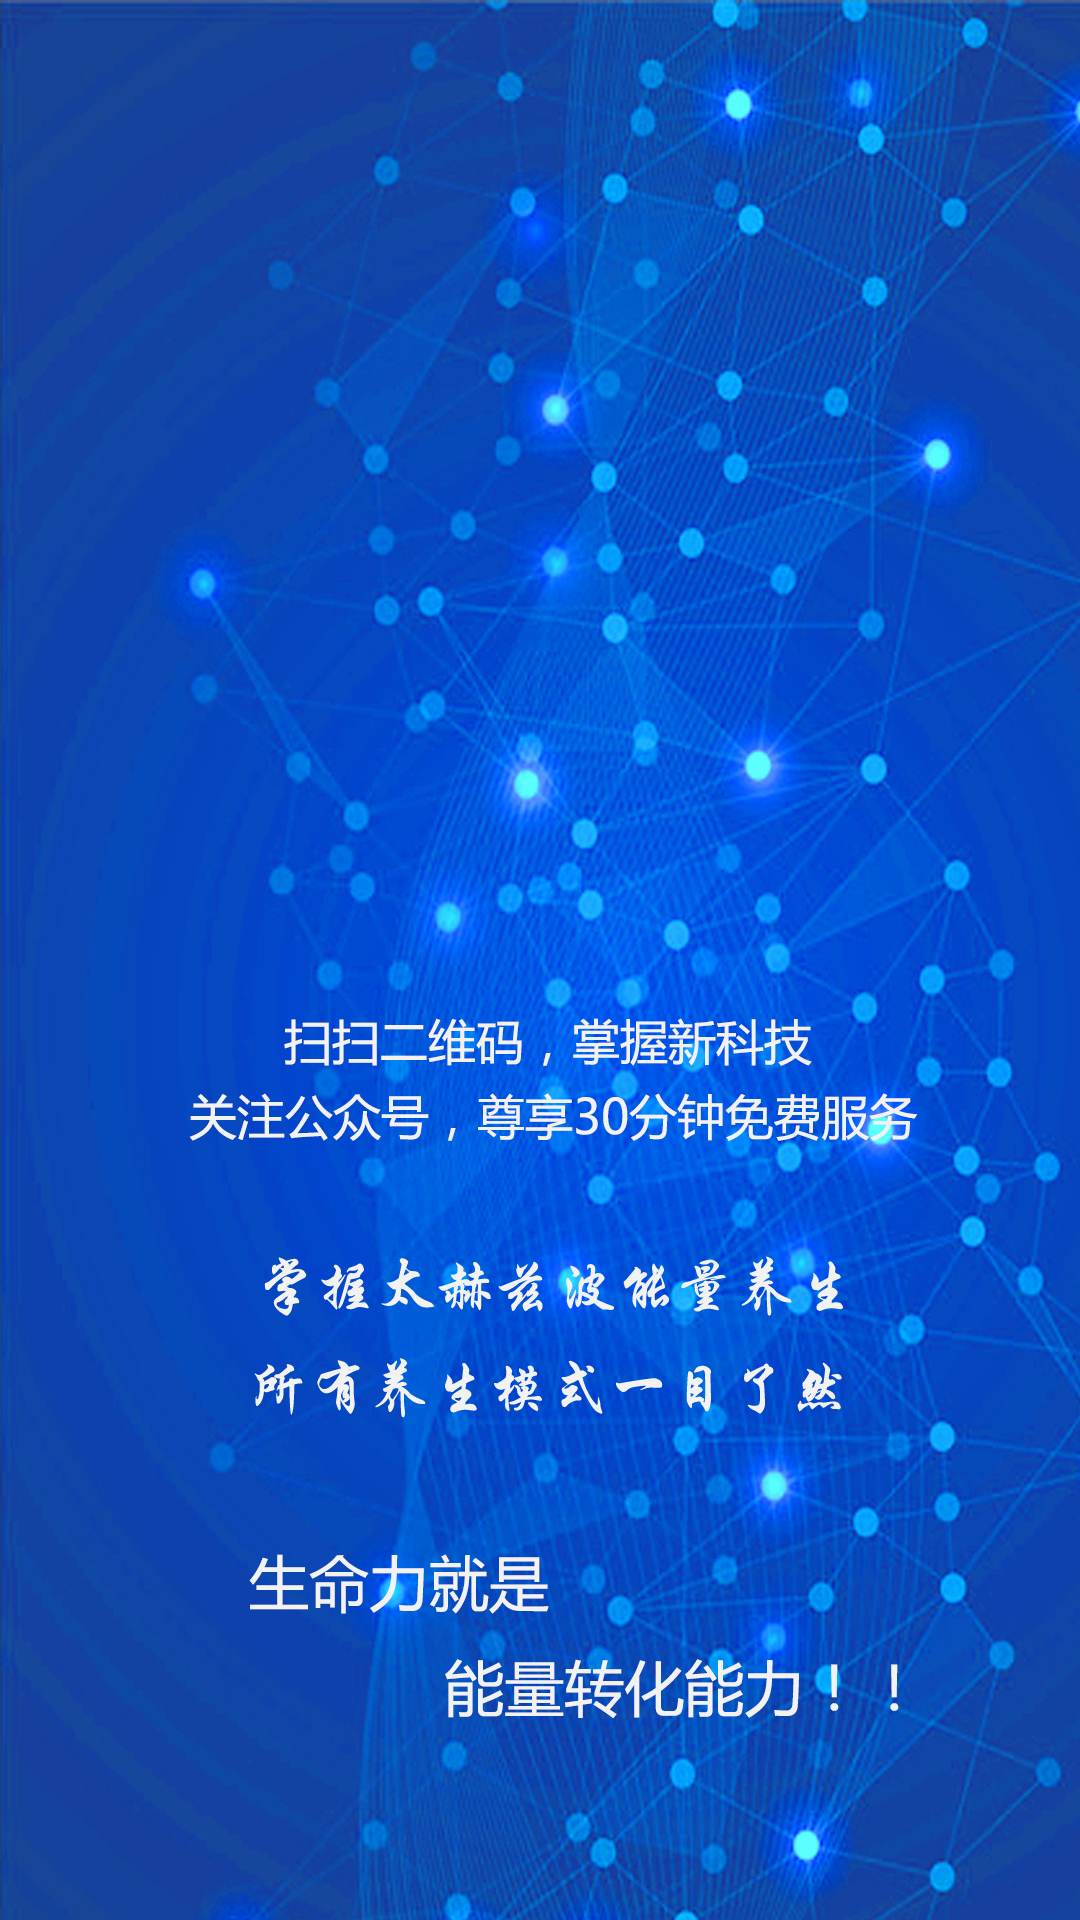 扫扫二维码，掌握新科技
关注公众号，尊享30分钟免费服务
掌握太赫兹波能量养生
所有养生模式一目了然
生命力就是
能量转化能力！！